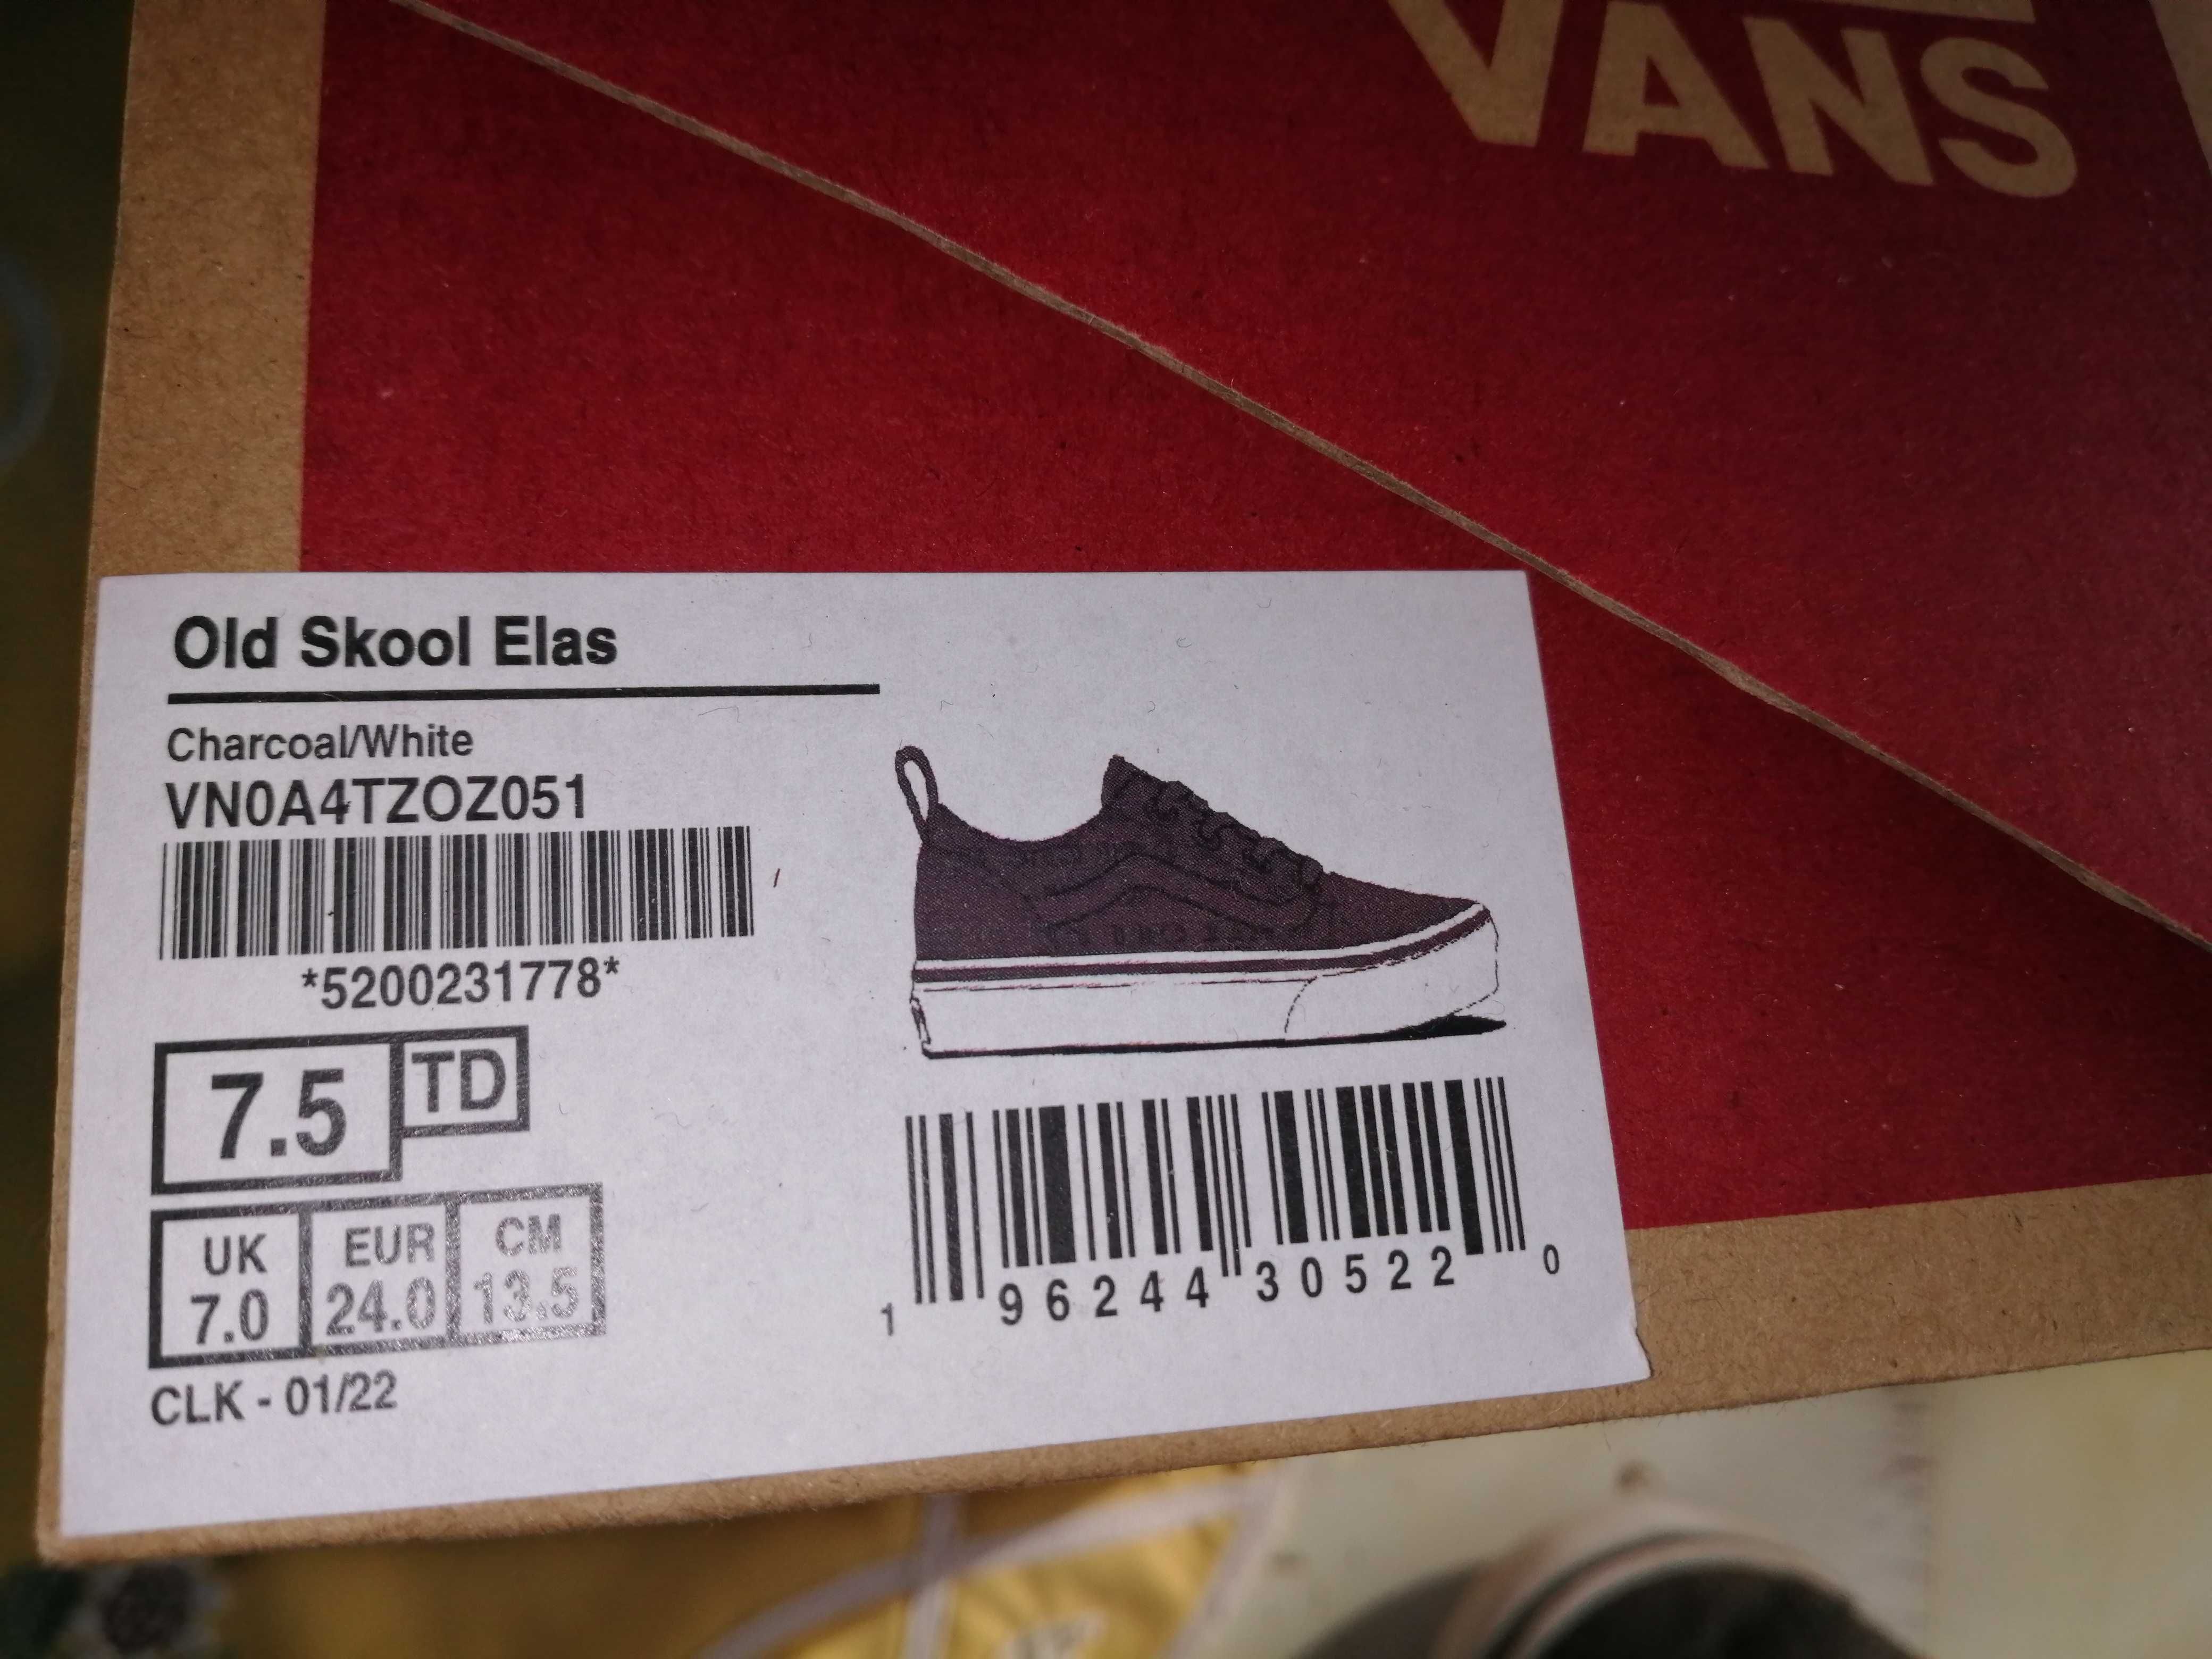 VANS
Old Skool Elas
Charcoal/White
VN0A4TZOZ051
*5200231778*
7.5 TD
UK EUR CM
7.0 24.0 13.5
CLK - 01/22
1 96244 30522 0